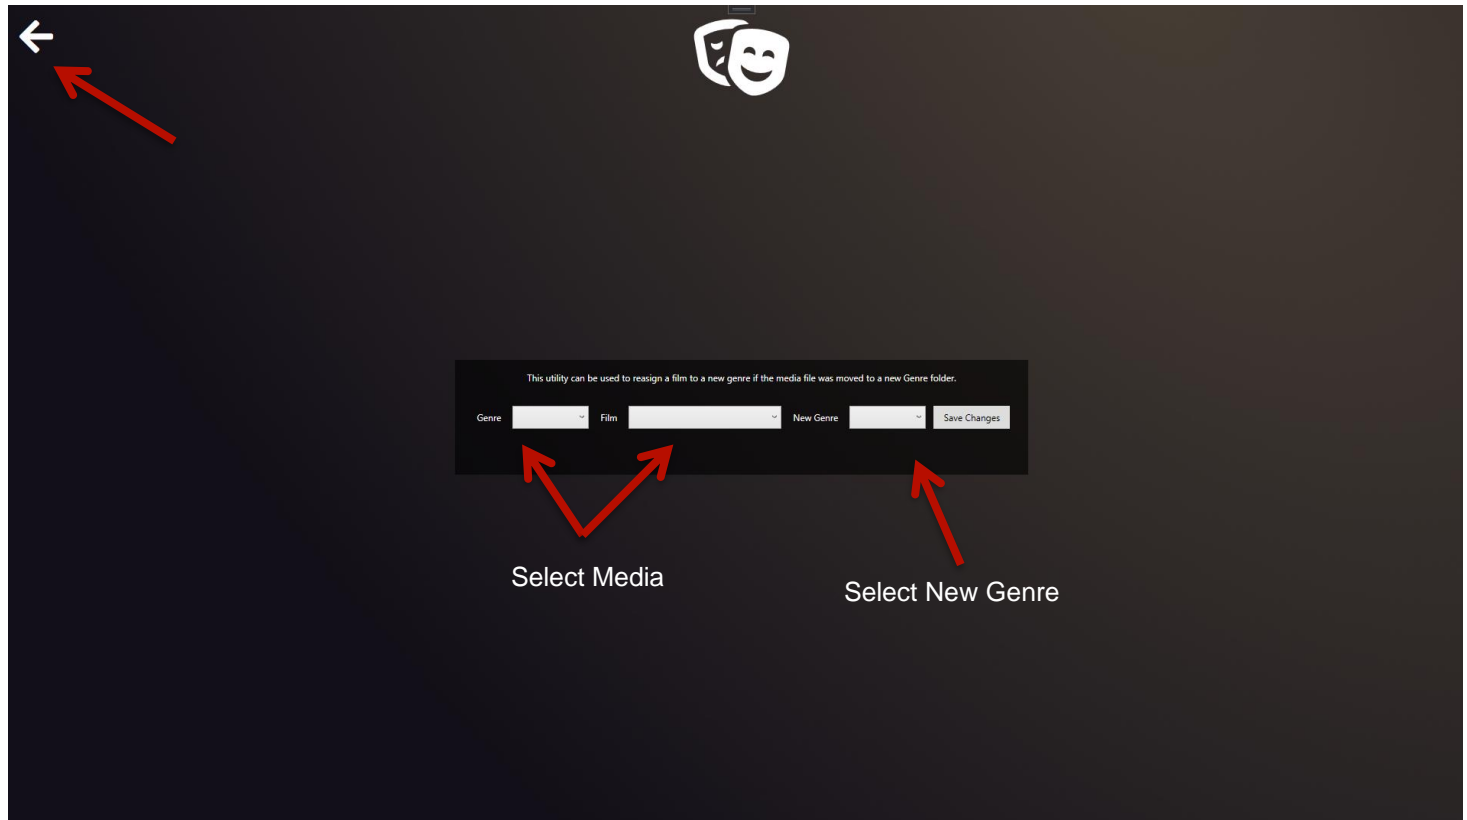 This utility can be used to reasign a film to a new genre if the media file was moved to a new Genre folder.
Genre Film New Genre Save Changes
Select Media
Select New Genre